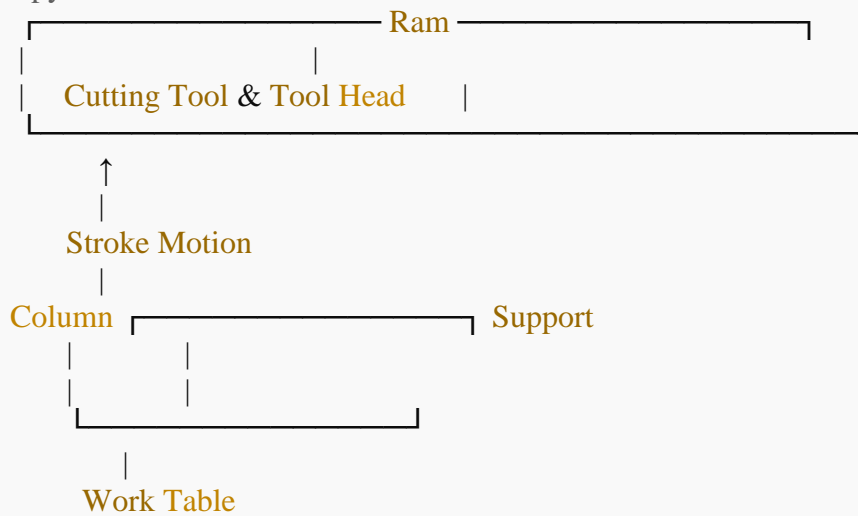 Ram
Cutting Tool & Tool Head
Stroke Motion
Column Support
Work Table